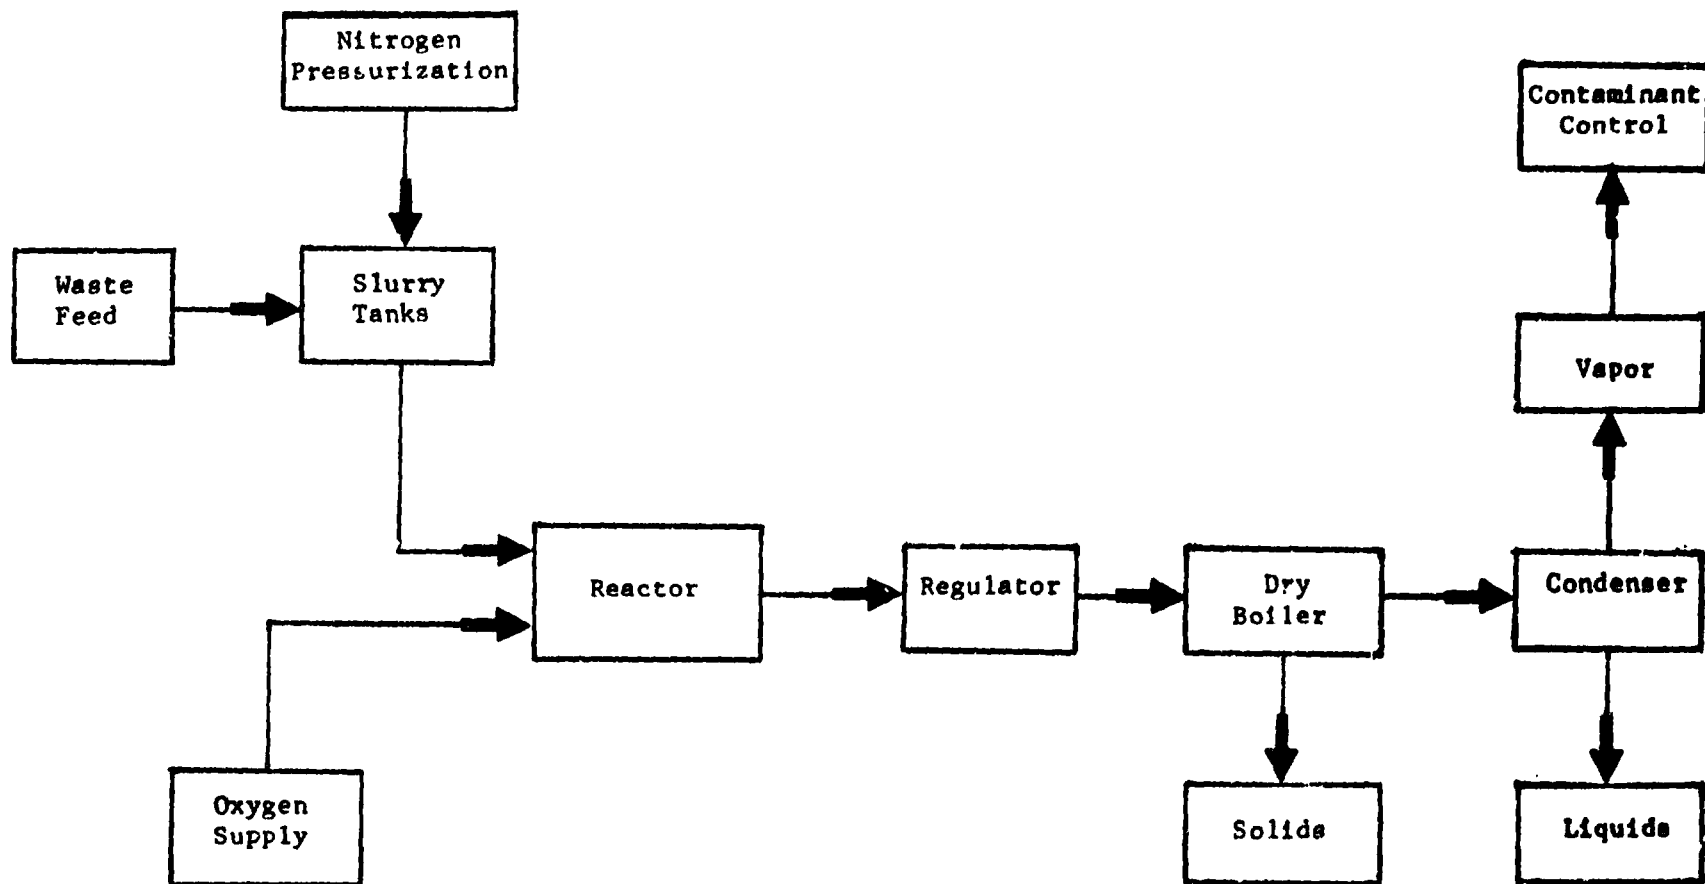 Nitrogen
Pressurization
Contaminant
Control
Waste
Feed
Slurry
Tanks
Vapor
Reactor
Regulator
Dry
Boiler
Condenser
Oxygen
Supply
Solids
Liquids